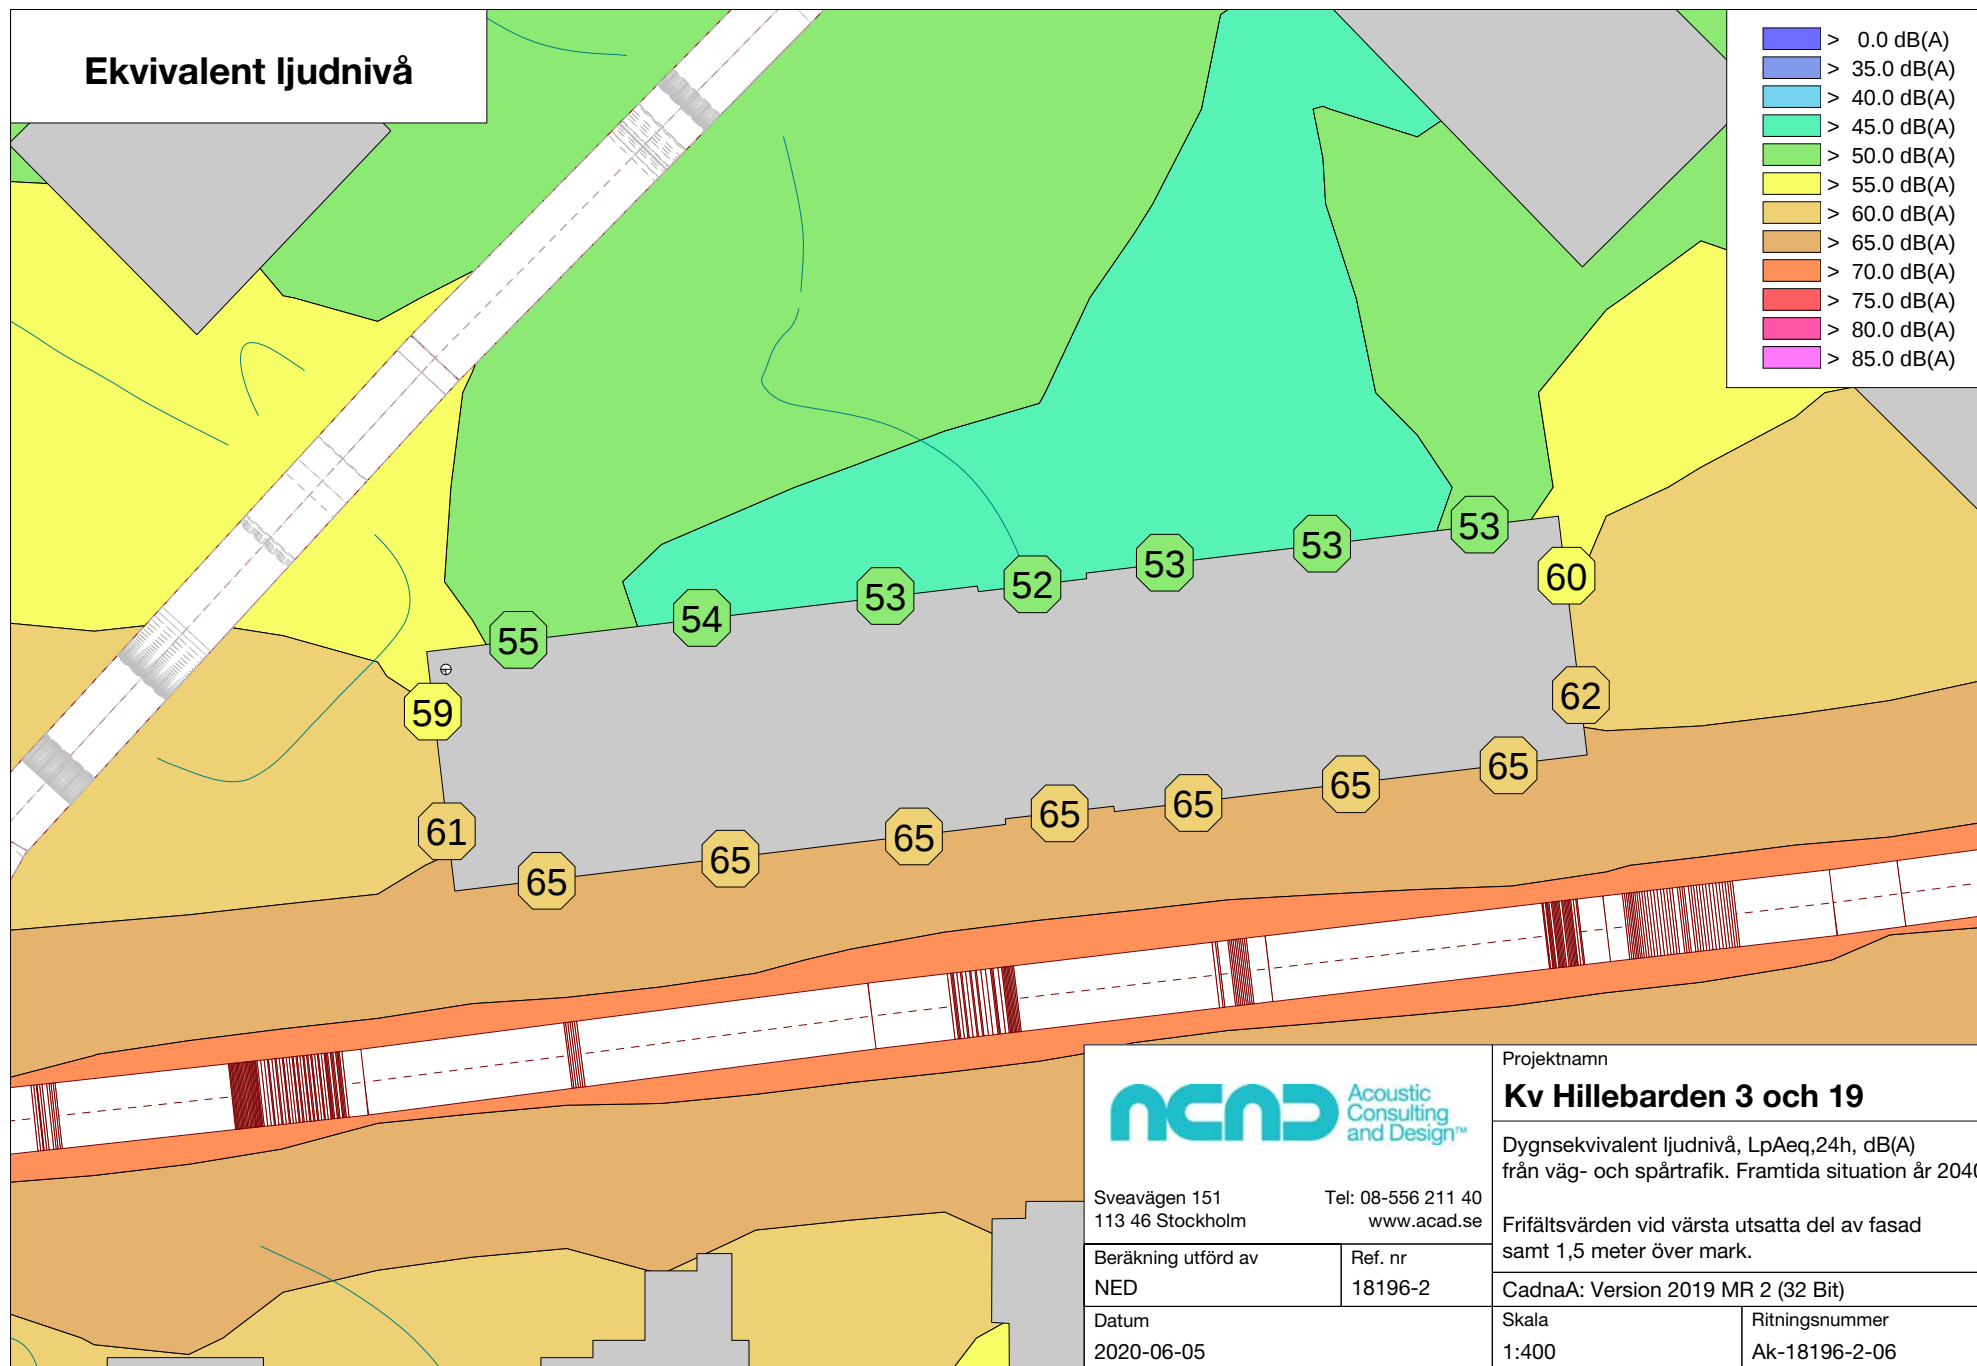 Ekvivalent ljudnivå
> 0.0 dB(A)
> 35.0 dB(A)
> 40.0 dB(A)
> 45.0 dB(A)
> 50.0 dB(A)
> 55.0 dB(A)
> 60.0 dB(A)
> 65.0 dB(A)
> 70.0 dB(A)
> 75.0 dB(A)
> 80.0 dB(A)
> 85.0 dB(A)
55
54
53
52
53
53
53
60
59
62
61
65
65
65
65
65
65
65
ACAD
Acoustic
Consulting
and Design™
Sveavägen 151
113 46 Stockholm
Tel: 08-556 211 40
www.acad.se
Beräkning utförd av
NED
Ref. nr
18196-2
Datum
2020-06-05
Projektnamn
Kv Hillebarden 3 och 19
Dygnsekvivalent ljudnivå, LpAeq,24h, dB(A)
från väg- och spårtrafik. Framtida situation år 2040
Frifältsvärden vid värsta utsatta del av fasad
samt 1,5 meter över mark.
CadnaA: Version 2019 MR 2 (32 Bit)
Skala
1:400
Ritningsnummer
Ak-18196-2-06